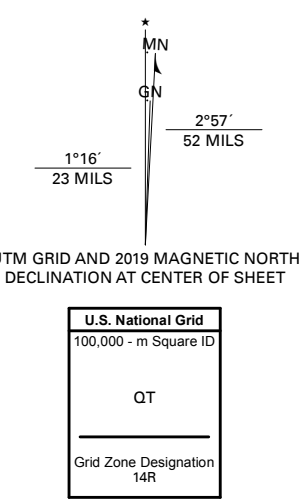 ★
MN
GN
2°57´
52 MILS
1°16´
23 MILS
UTM GRID AND 2019 MAGNETIC NORTH
DECLINATION AT CENTER OF SHEET
U.S. National Grid
100,000 - m Square ID
QT
Grid Zone Designation
14R